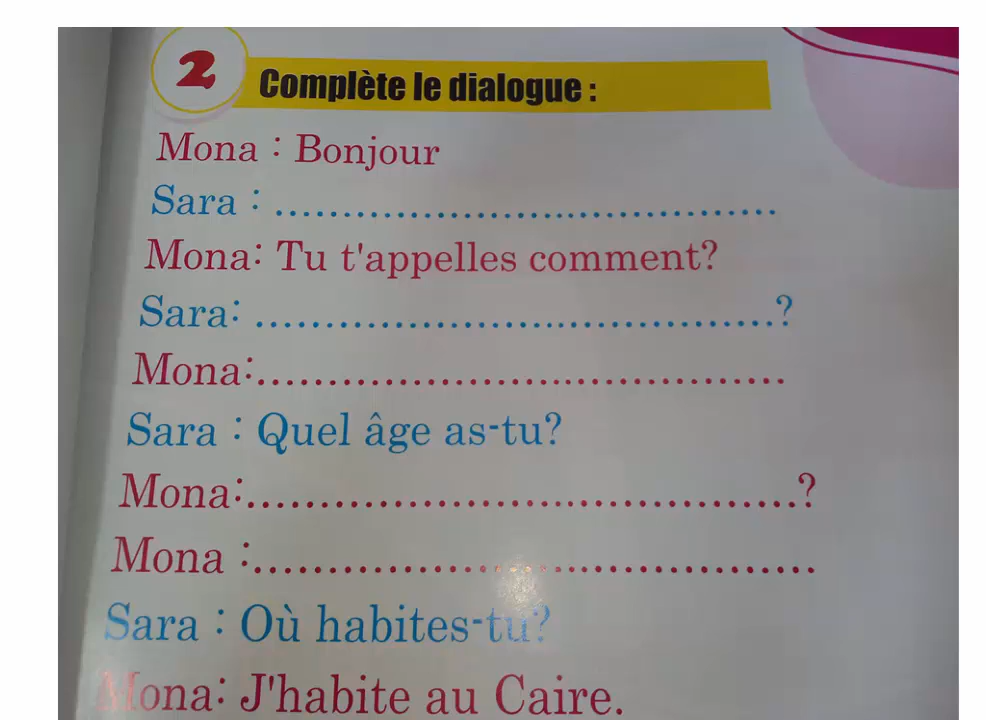 2
Complète le dialogue :
Mona : Bonjour
Sara : ........................................
Mona: Tu t'appelles comment?
Sara: ........................................?
Mona:........................................
Sara : Quel âge as-tu?
Mona:........................................?
Mona :........................................
Sara : Où habites-tu?
Mona: J'habite au Caire.